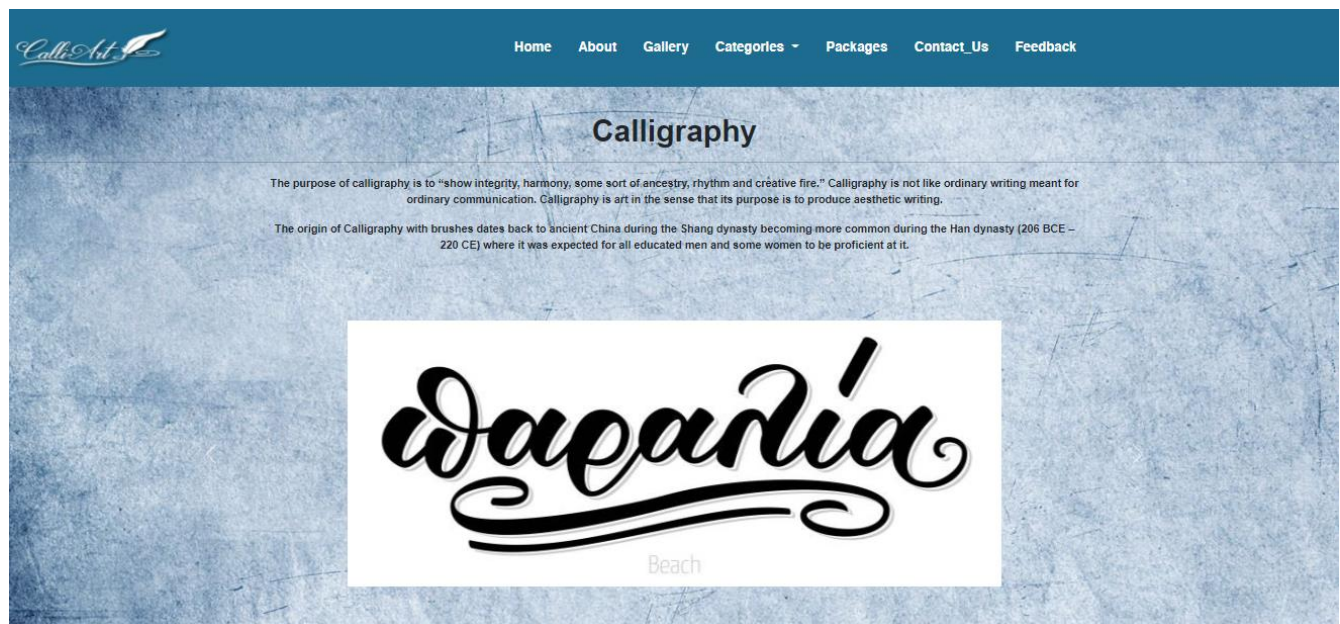 CalliArt
Home About Gallery Categories Packages Contact_Us Feedback
Calligraphy
The purpose of calligraphy is to “show integrity, harmony, some sort of ancestry, rhythm and creative fire.” Calligraphy is not like ordinary writing meant for
ordinary communication. Calligraphy is art in the sense that its purpose is to produce aesthetic writing.
The origin of Calligraphy with brushes dates back to ancient China during the Shang dynasty becoming more common during the Han dynasty (206 BCE –
220 CE) where it was expected for all educated men and some women to be proficient at it.
παραλία
Beach